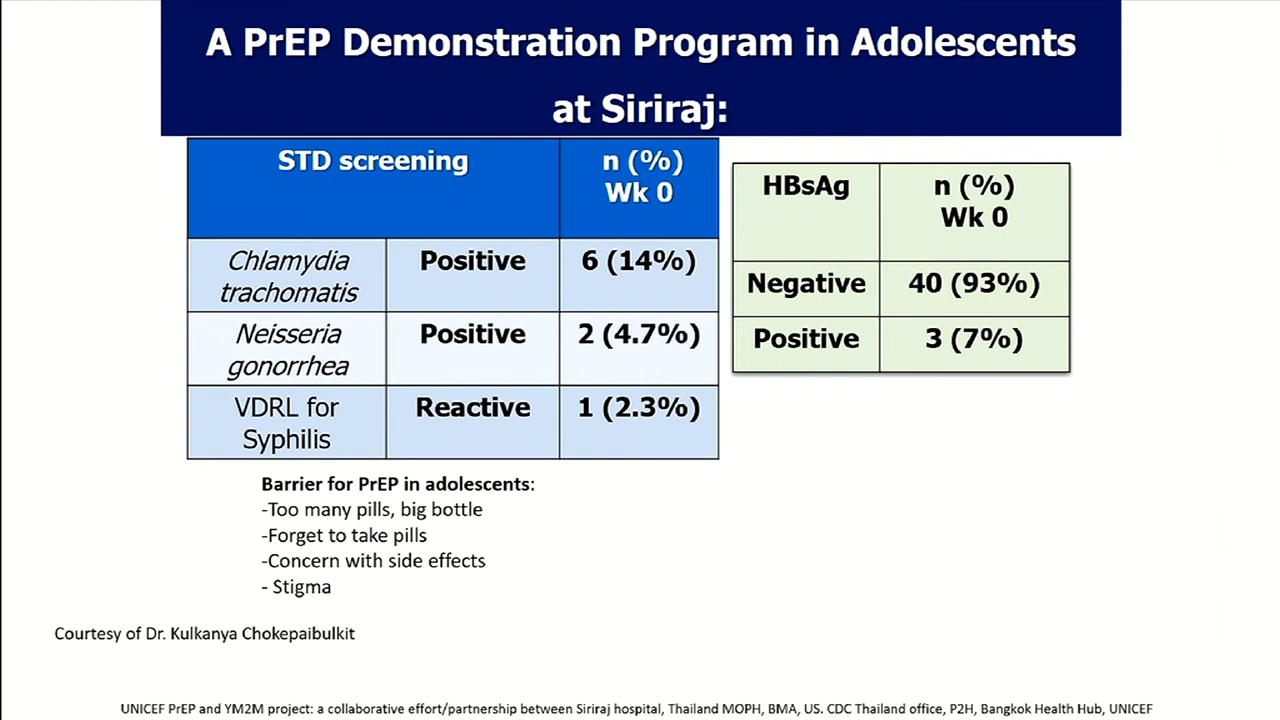 A PrEP Demonstration Program in Adolescents
at Siriraj:
STD screening
n (%)
Wk 0
Chlamydia
trachomatis
Positive
6 (14%)
Neisseria
gonorrhea
Positive
2 (4.7%)
VDRL for
Syphilis
Reactive
1 (2.3%)
HBsAg
n (%)
Wk 0
Negative
40 (93%)
Positive
3 (7%)
Barrier for PrEP in adolescents:
-Too many pills, big bottle
-Forget to take pills
-Concern with side effects
- Stigma
Courtesy of Dr. Kulkanya Chokepaibulkit
UNICEF PrEP and YM2M project: a collaborative effort/partnership between Siriraj hospital, Thailand MOPH, BMA, US. CDC Thailand office, P2H, Bangkok Health Hub, UNICEF